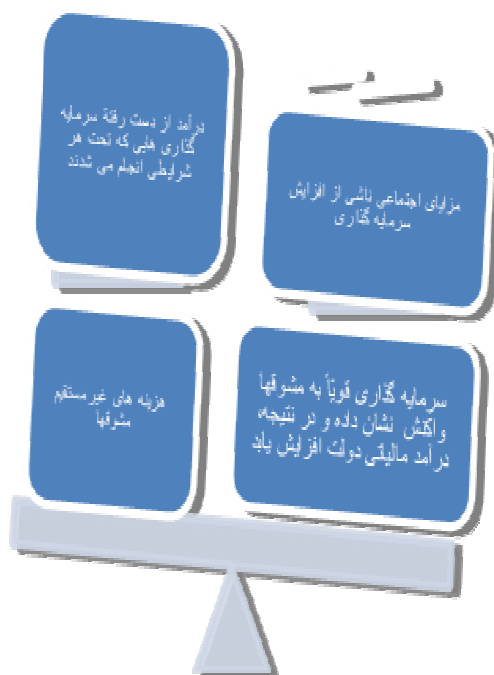 درآمد از دست رفتة سرمایه
گذاری هایی که تحت هر
شرایطی انجام می شدند
مزایای اجتماعی ناشی از افزایش
سرمایه گذاری
هزینه های غیرمستقیم
مشوقها
سرمایه گذاری قویّاً به مشوقها
واکنش نشان داده و در نتیجه،
درآمد مالیاتی دولت افزایش یابد